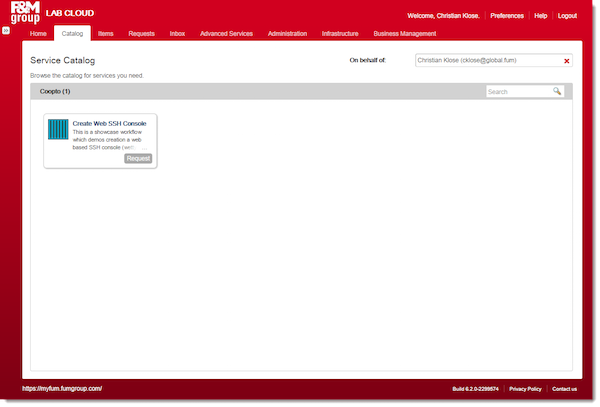 F&M group LAB CLOUD
Welcome, Christian Klose. Preferences Help Logout
Home Catalog Items Requests Inbox Advanced Services Administration Infrastructure Business Management
Service Catalog
On behalf of: Christian Klose (cklose@global.fum)
Browse the catalog for services you need.
Coopto (1)
Search
Create Web SSH Console
This is a showcase workflow
which demos creation a web
based SSH console (web- ...
Request
https://myfum.fumgroup.com/
Build 6.2.0-2288574 Privacy Policy Contact us